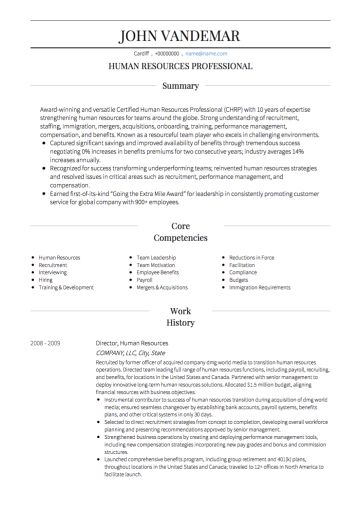 JOHN VANDEMAR
Cardiff , +00000000 , name@name.com
HUMAN RESOURCES PROFESSIONAL
Summary
Award-winning and versatile Certified Human Resources Professional (CHRP) with 10 years of expertise
strengthening human resources for teams around the globe. Strong understanding of recruitment,
staffing, immigration, mergers, acquisitions, onboarding, training, performance management,
compensation, and benefits. Known as a resourceful team player who excels in challenging environments.
• Captured significant savings and improved availability of benefits through tremendous success
negotiating 0% increases in benefits premiums for two consecutive years; industry averages 14%
increases annually.
• Recognized for success transforming underperforming teams; reinvented human resources strategies
and resolved issues in critical areas such as recruitment, performance management, and
compensation.
• Earned first-of-its-kind "Going the Extra Mile Award" for leadership in consistently promoting customer
service for global company with 900+ employees.
Core
Competencies
• Human Resources
• Recruitment
• Interviewing
• Hiring
• Training & Development
• Team Leadership
• Team Motivation
• Employee Benefits
• Payroll
• Mergers & Acquisitions
• Reductions in Force
• Facilitation
• Compliance
• Budgets
• Immigration Requirements
Work
History
2008 - 2009
Director, Human Resources
COMPANY, LLC, City, State
Recruited by former officer of acquired company dmg world media to transition human resources
operations. Directed team leading full range of human resources functions, including payroll, recruiting,
and benefits, for locations in the United States and Canada. Partnered with senior management to
deploy innovative long-term human resources solutions. Allocated $1.5 million budget, aligning
financial resources with business objectives.
• Instrumental contributor to success of human resources transition during acquisition of dmg world
media; ensured seamless changeover by establishing bank accounts, payroll systems, benefits
plans, and other critical systems in only 30 days.
• Selected to direct recruitment strategies from concept to completion, developing overall workforce
planning and presenting recommendations approved by senior management.
• Strengthened business operations by creating and deploying performance management tools,
including new compensation strategies incorporating new pay grades and bonus and commission
structures.
• Launched comprehensive benefits program, including group retirement and 401(k) plans,
throughout locations in the United States and Canada; traveled to 12+ offices in North America to
facilitate launch.